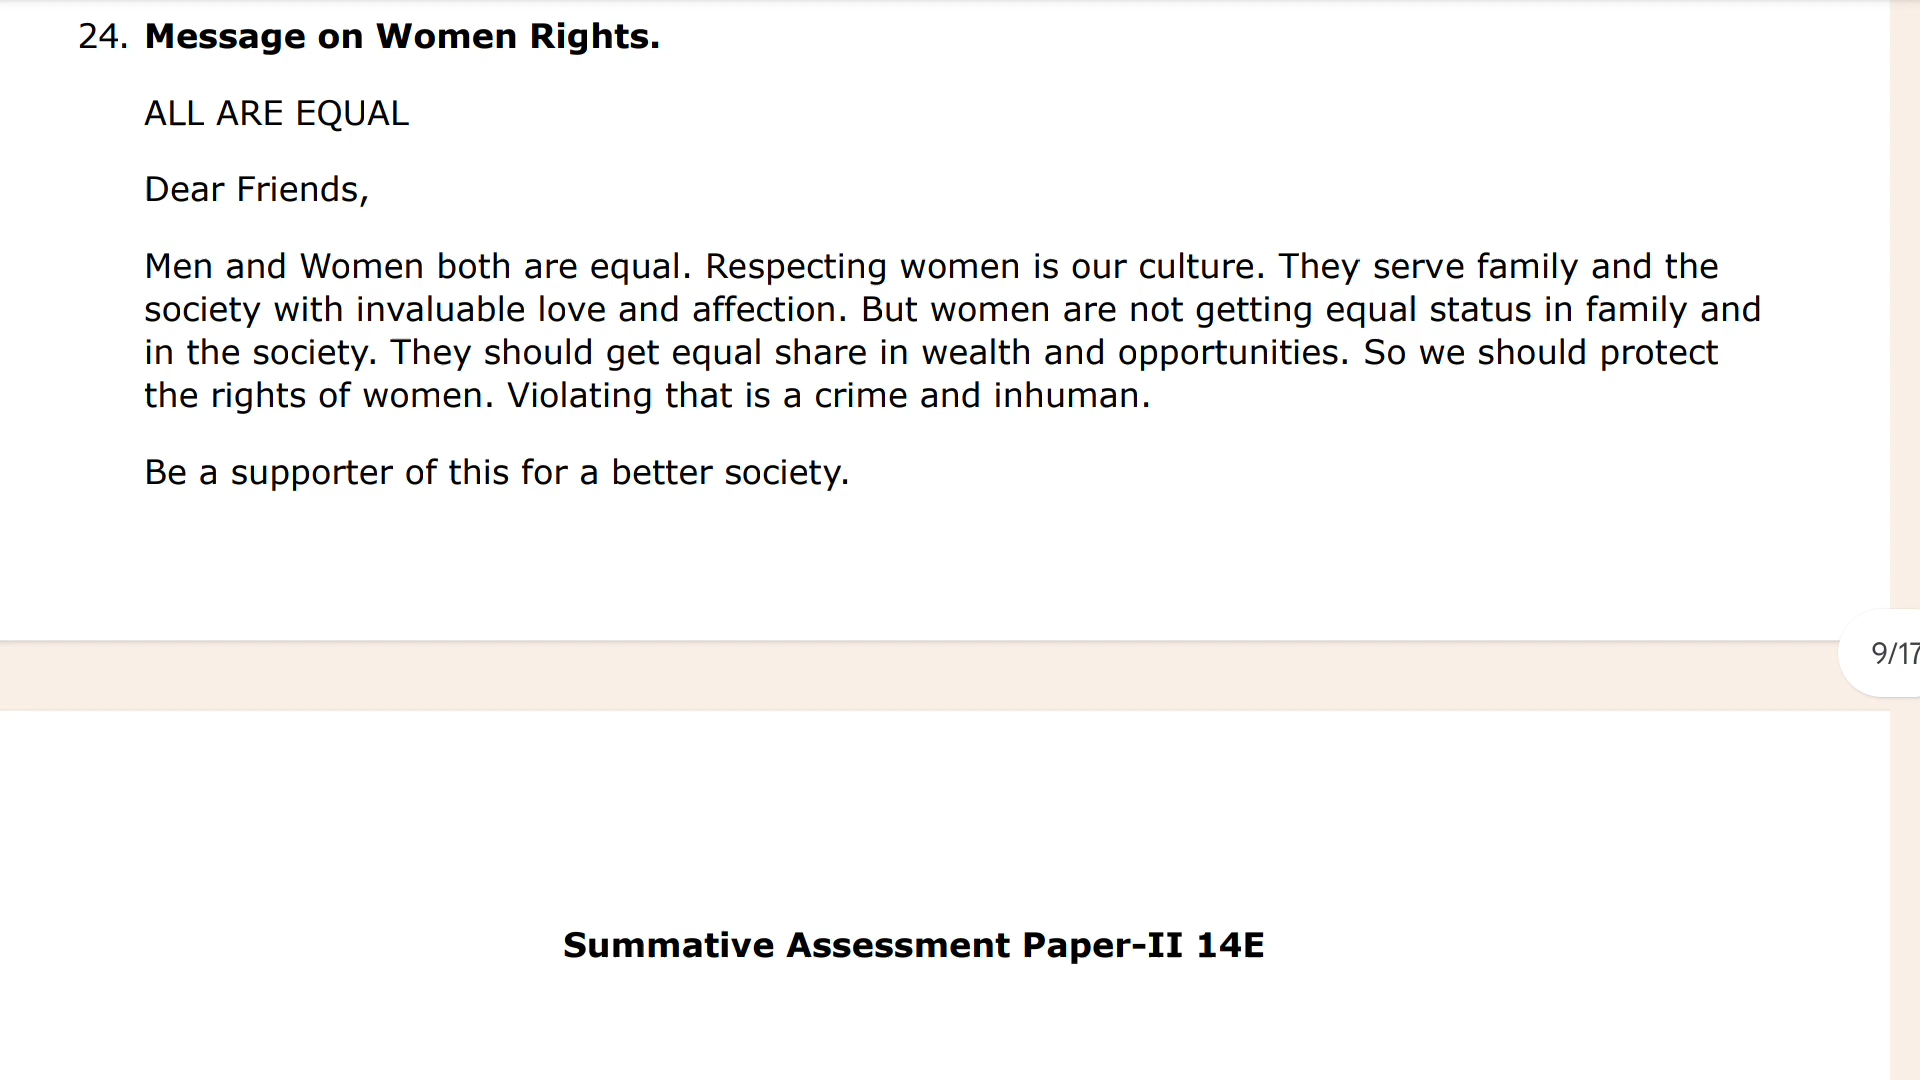 24. Message on Women Rights.
ALL ARE EQUAL
Dear Friends,
Men and Women both are equal. Respecting women is our culture. They serve family and the
society with invaluable love and affection. But women are not getting equal status in family and
in the society. They should get equal share in wealth and opportunities. So we should protect
the rights of women. Violating that is a crime and inhuman.
Be a supporter of this for a better society.
9/17
Summative Assessment Paper-II 14E